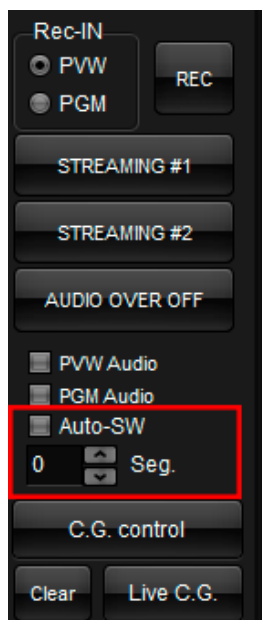 Rec-IN
PVW
REC
PGM
STREAMING #1
STREAMING #2
AUDIO OVER OFF
PVW Audio
PGM Audio
Auto-SW
0 Seg.
C.G. control
Clear Live C.G.